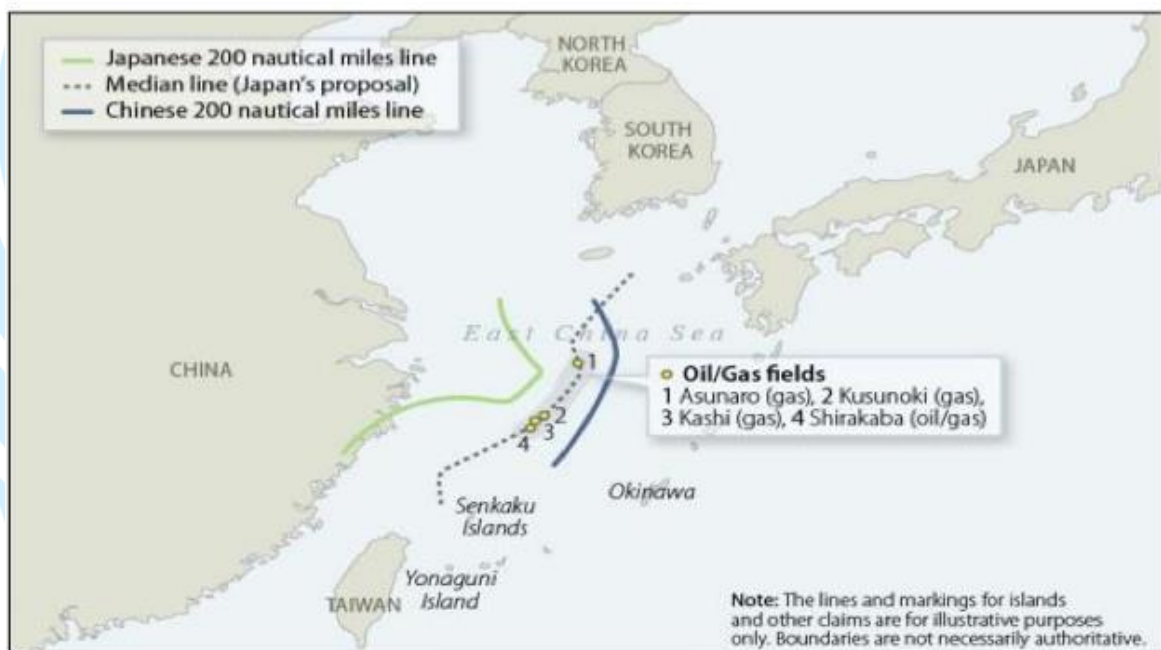 Japanese 200 nautical miles line
Median line (Japan's proposal)
Chinese 200 nautical miles line
NORTH
KOREA
SOUTH
KOREA
JAPAN
East China Sea
CHINA
1
Oil/Gas fields
1 Asunaro (gas), 2 Kusunoki (gas),
3 Kashi (gas), 4 Shirakaba (oil/gas)
2
3
4
Okinawa
Senkaku
Islands
Yonaguni
Island
TAIWAN
Note: The lines and markings for islands
and other claims are for illustrative purposes
only. Boundaries are not necessarily authoritative.